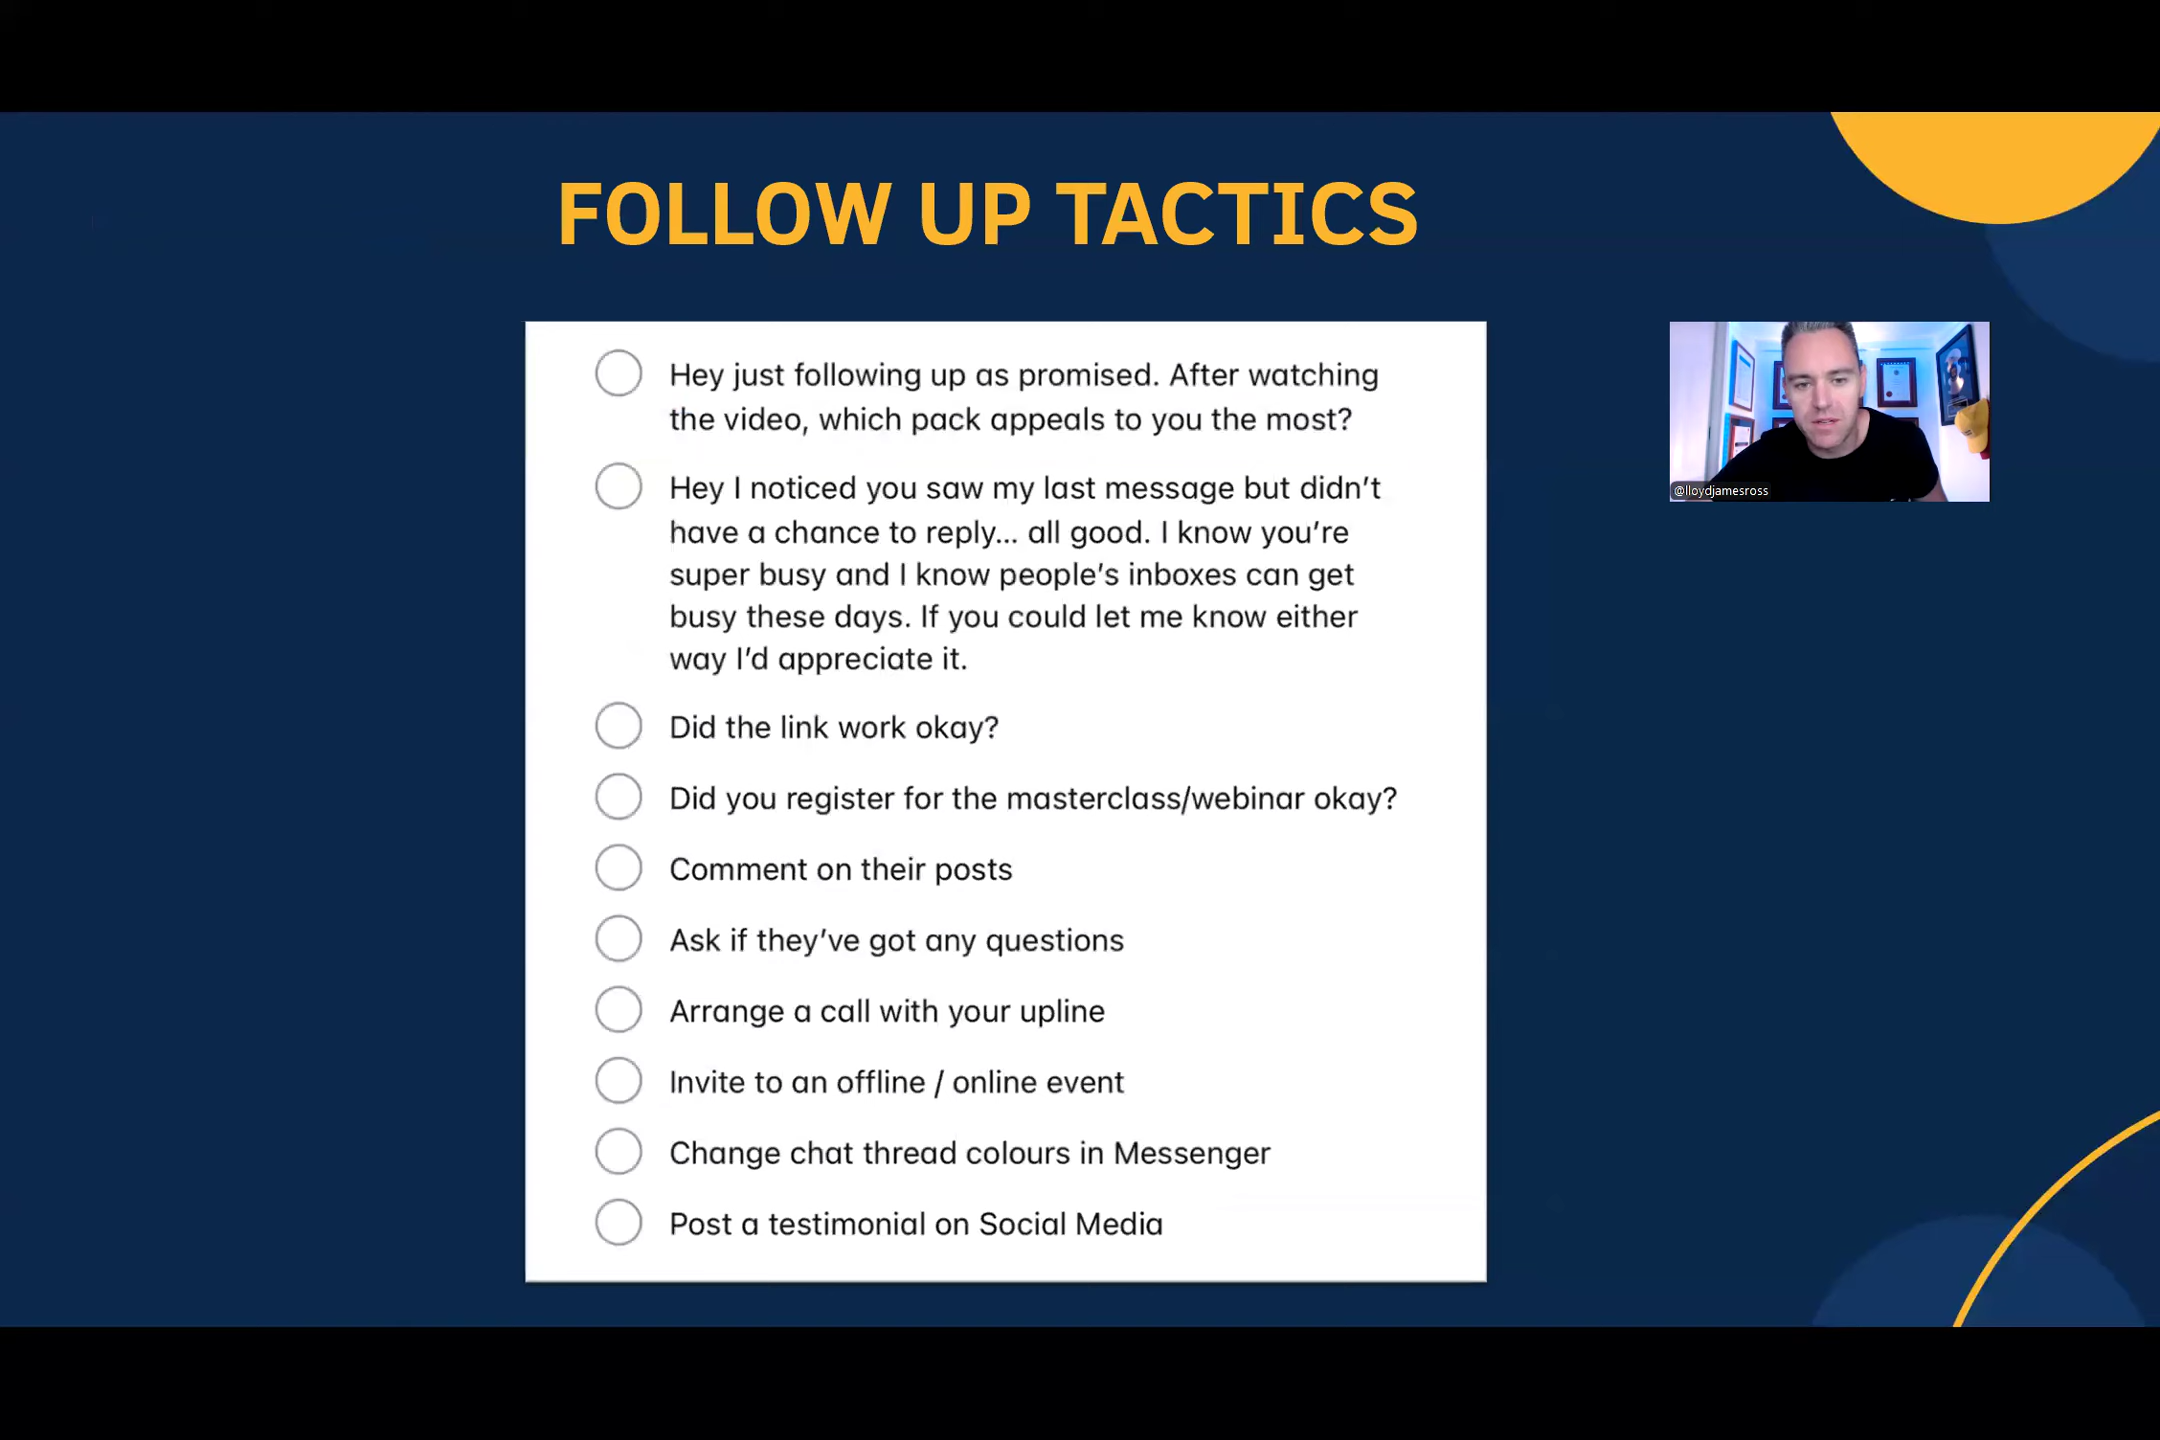 FOLLOW UP TACTICS
Hey just following up as promised. After watching
the video, which pack appeals to you the most?
Hey I noticed you saw my last message but didn’t
have a chance to reply... all good. I know you’re
super busy and I know people’s inboxes can get
busy these days. If you could let me know either
way I’d appreciate it.
Did the link work okay?
Did you register for the masterclass/webinar okay?
Comment on their posts
Ask if they’ve got any questions
Arrange a call with your upline
Invite to an offline / online event
Change chat thread colours in Messenger
Post a testimonial on Social Media
@lloydjamesross